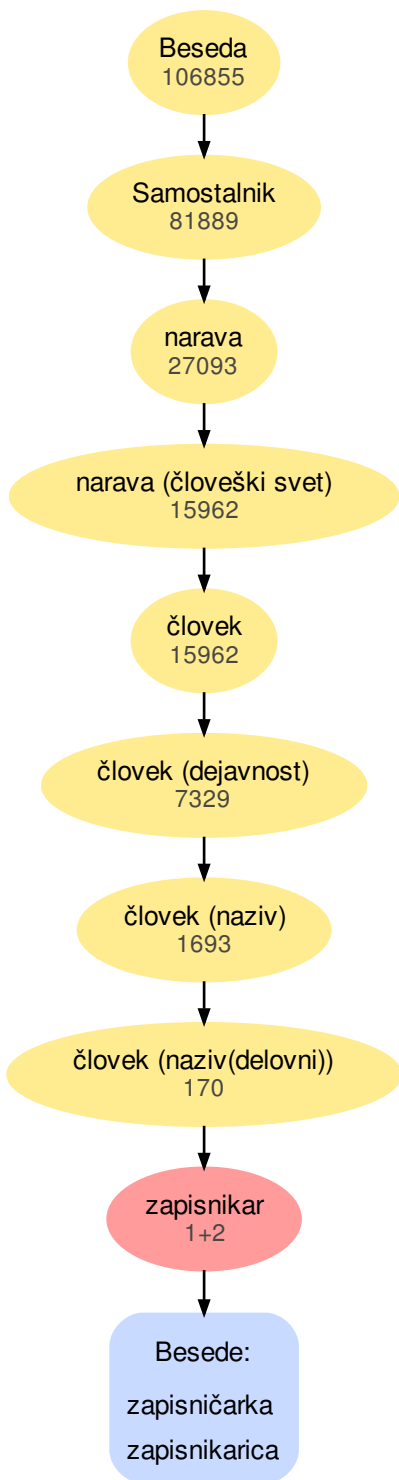 Beseda
106855
Samostalnik
81889
narava
27093
narava (človeški svet)
15962
človek
15962
človek (dejavnost)
7329
človek (naziv)
1693
človek (naziv(delovni))
170
zapisnikar
1+2
Besede:
zapisničarka
zapisnikarica